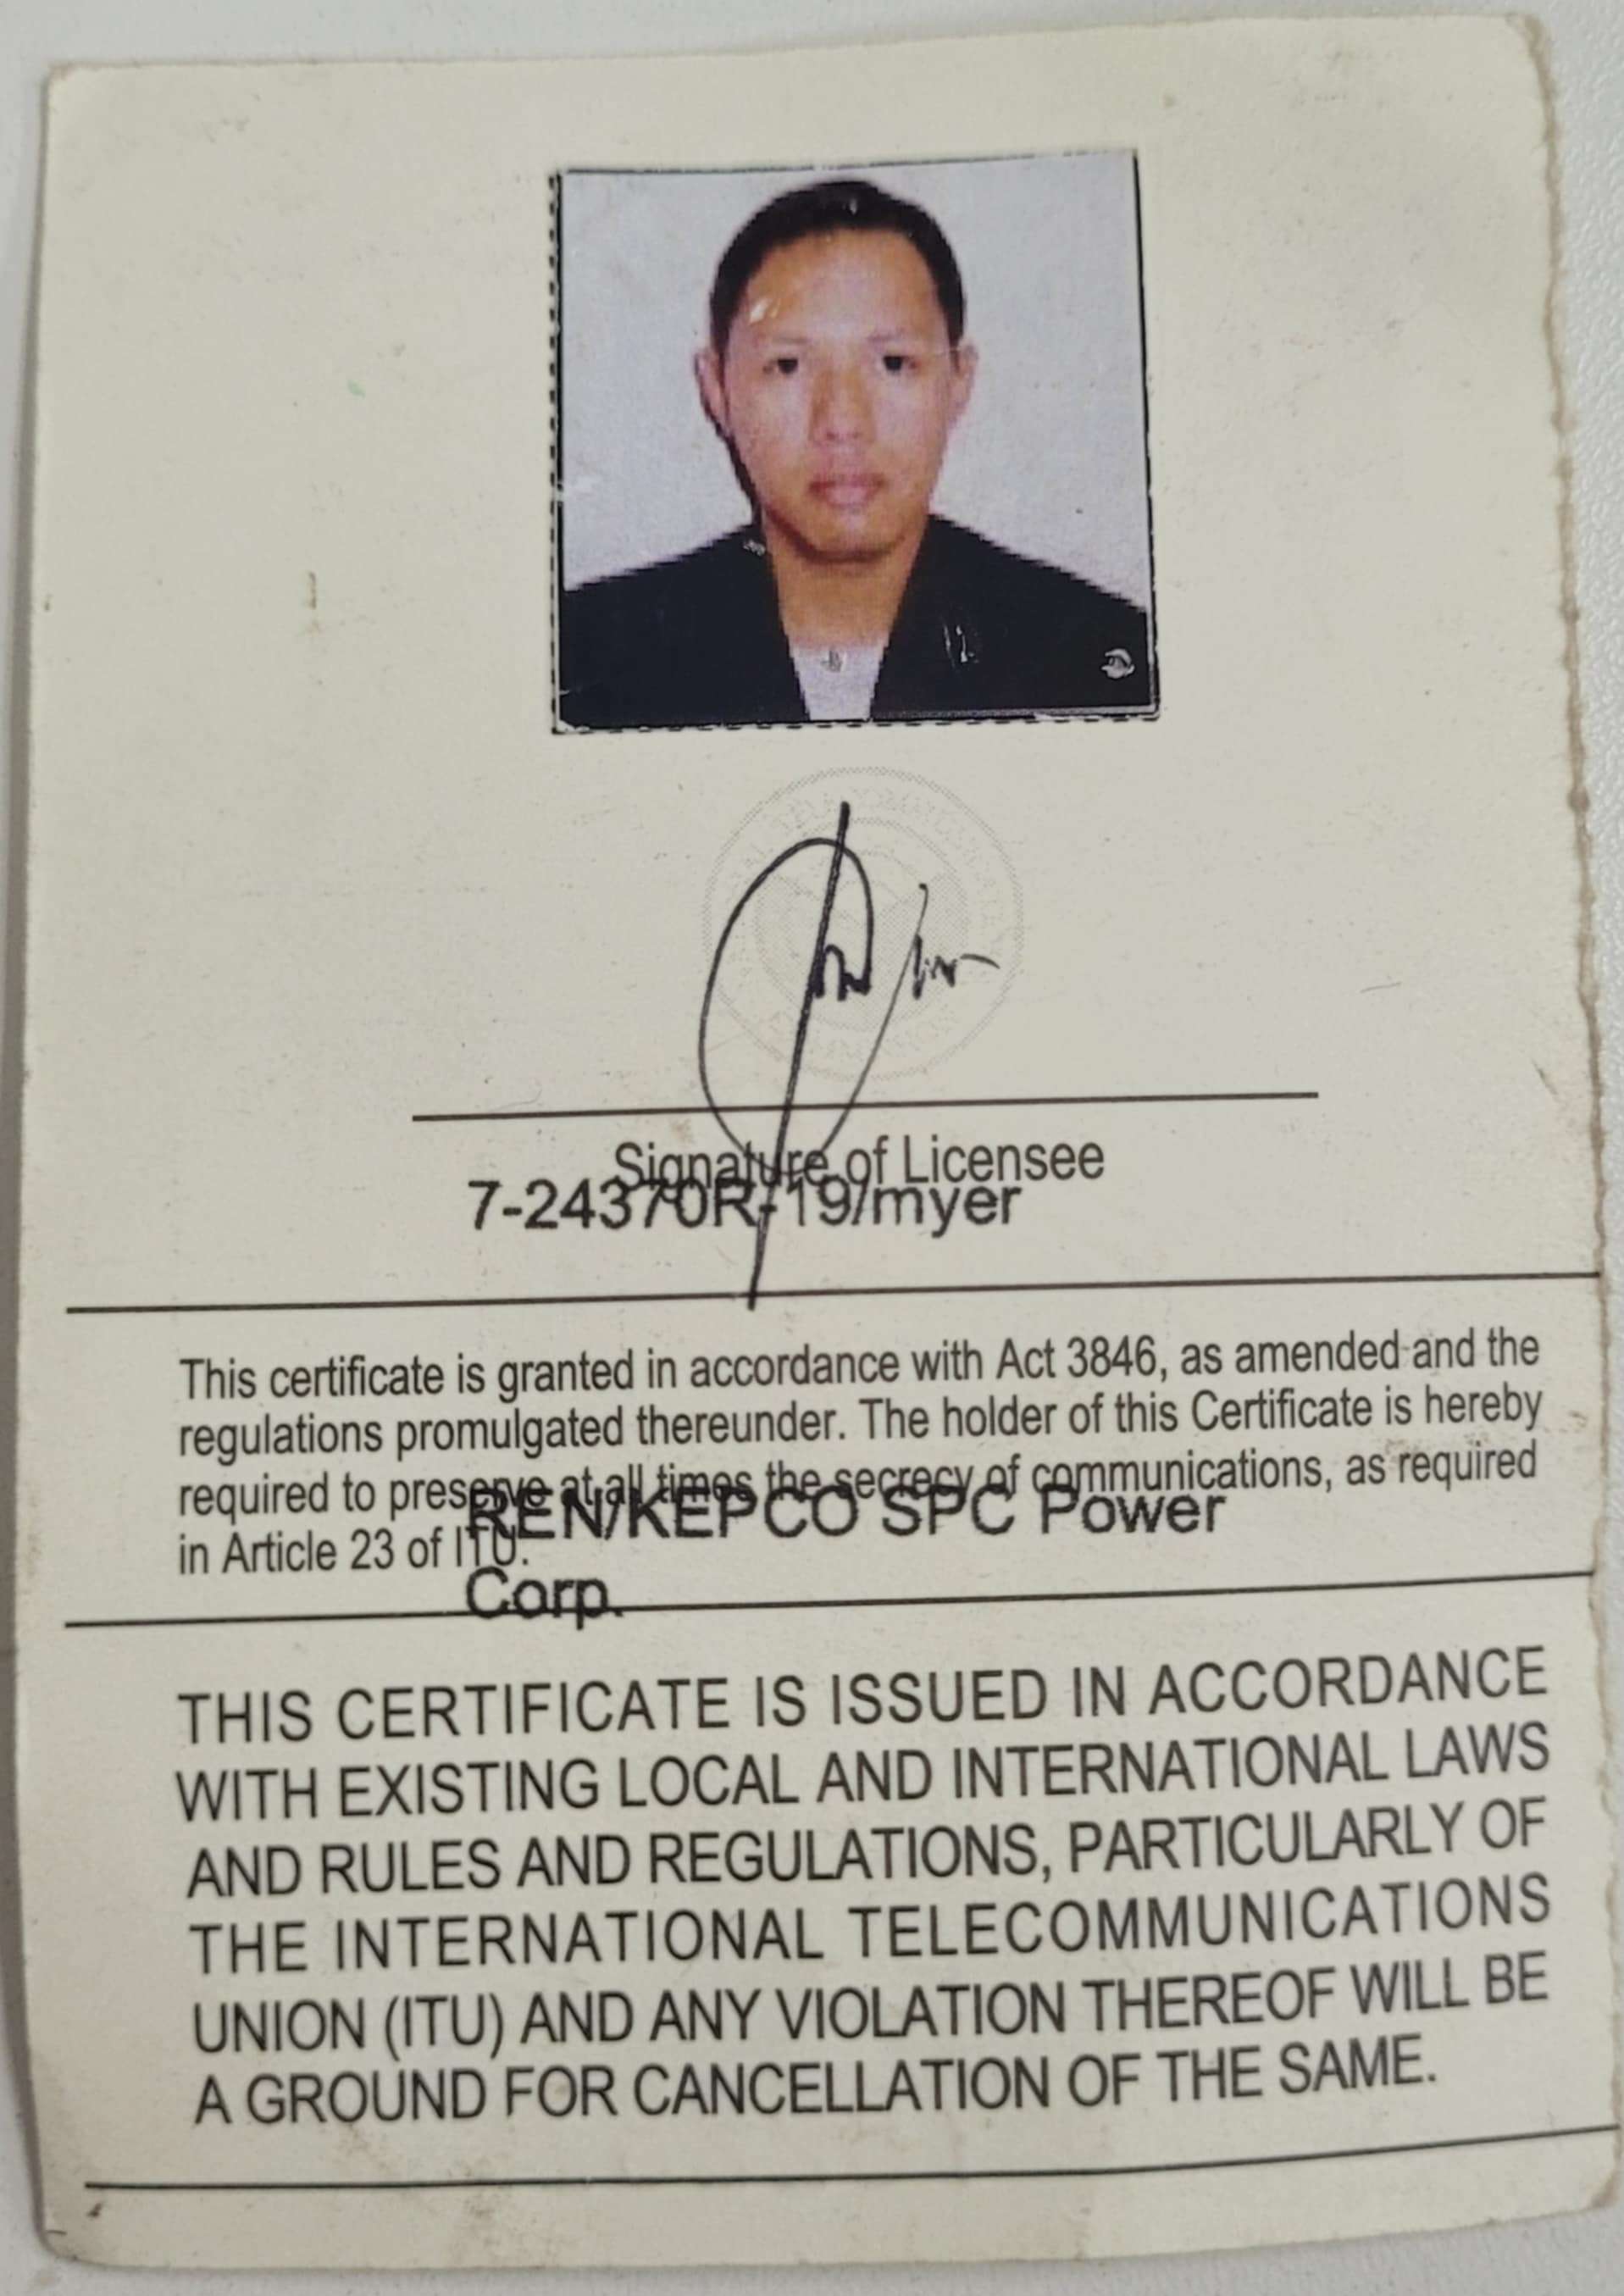 Signature of Licensee
7-24370R-19/myer
This certificate is granted in accordance with Act 3846, as amended and the
regulations promulgated thereunder. The holder of this Certificate is hereby
required to preserve at all times the secrecy of communications, as required
in Article 23 of ITU.
REN/KEPCO SPC Power
Corp.
THIS CERTIFICATE IS ISSUED IN ACCORDANCE
WITH EXISTING LOCAL AND INTERNATIONAL LAWS
AND RULES AND REGULATIONS, PARTICULARLY OF
THE INTERNATIONAL TELECOMMUNICATIONS
UNION (ITU) AND ANY VIOLATION THEREOF WILL BE
A GROUND FOR CANCELLATION OF THE SAME.